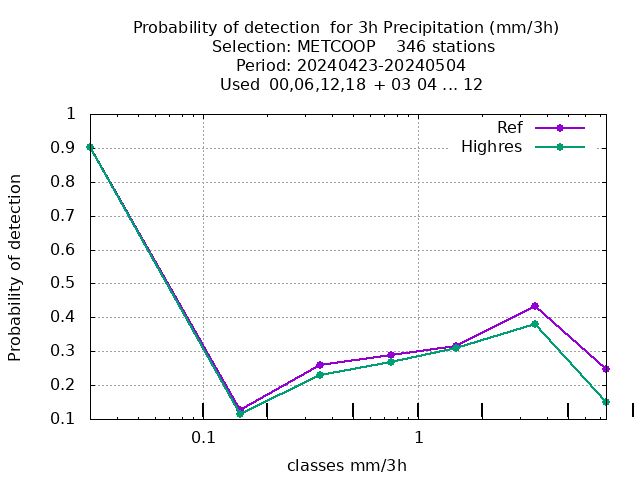 Probability of detection  for 3h Precipitation (mm/3h)
Selection: METCOOP    346 stations
Period: 20240423-20240504
Used  00,06,12,18  + 03 04 ... 12
Ref
Highres
1
0.9
0.8
0.7
0.6
0.5
0.4
0.3
0.2
0.1
Probability of detection
0.1
1
classes mm/3h